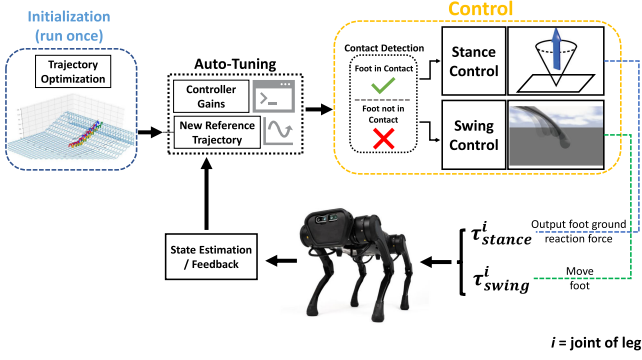 Initialization
(run once)
Trajectory
Optimization
Auto-Tuning
Controller
Gains
New Reference
Trajectory
Control
Contact Detection
Foot in Contact
Foot not in
Contact
Stance
Control
Swing
Control
State Estimation
/ Feedback
τ^i_stance
Output foot ground
reaction force
τ^i_swing
Move
foot
i = joint of leg